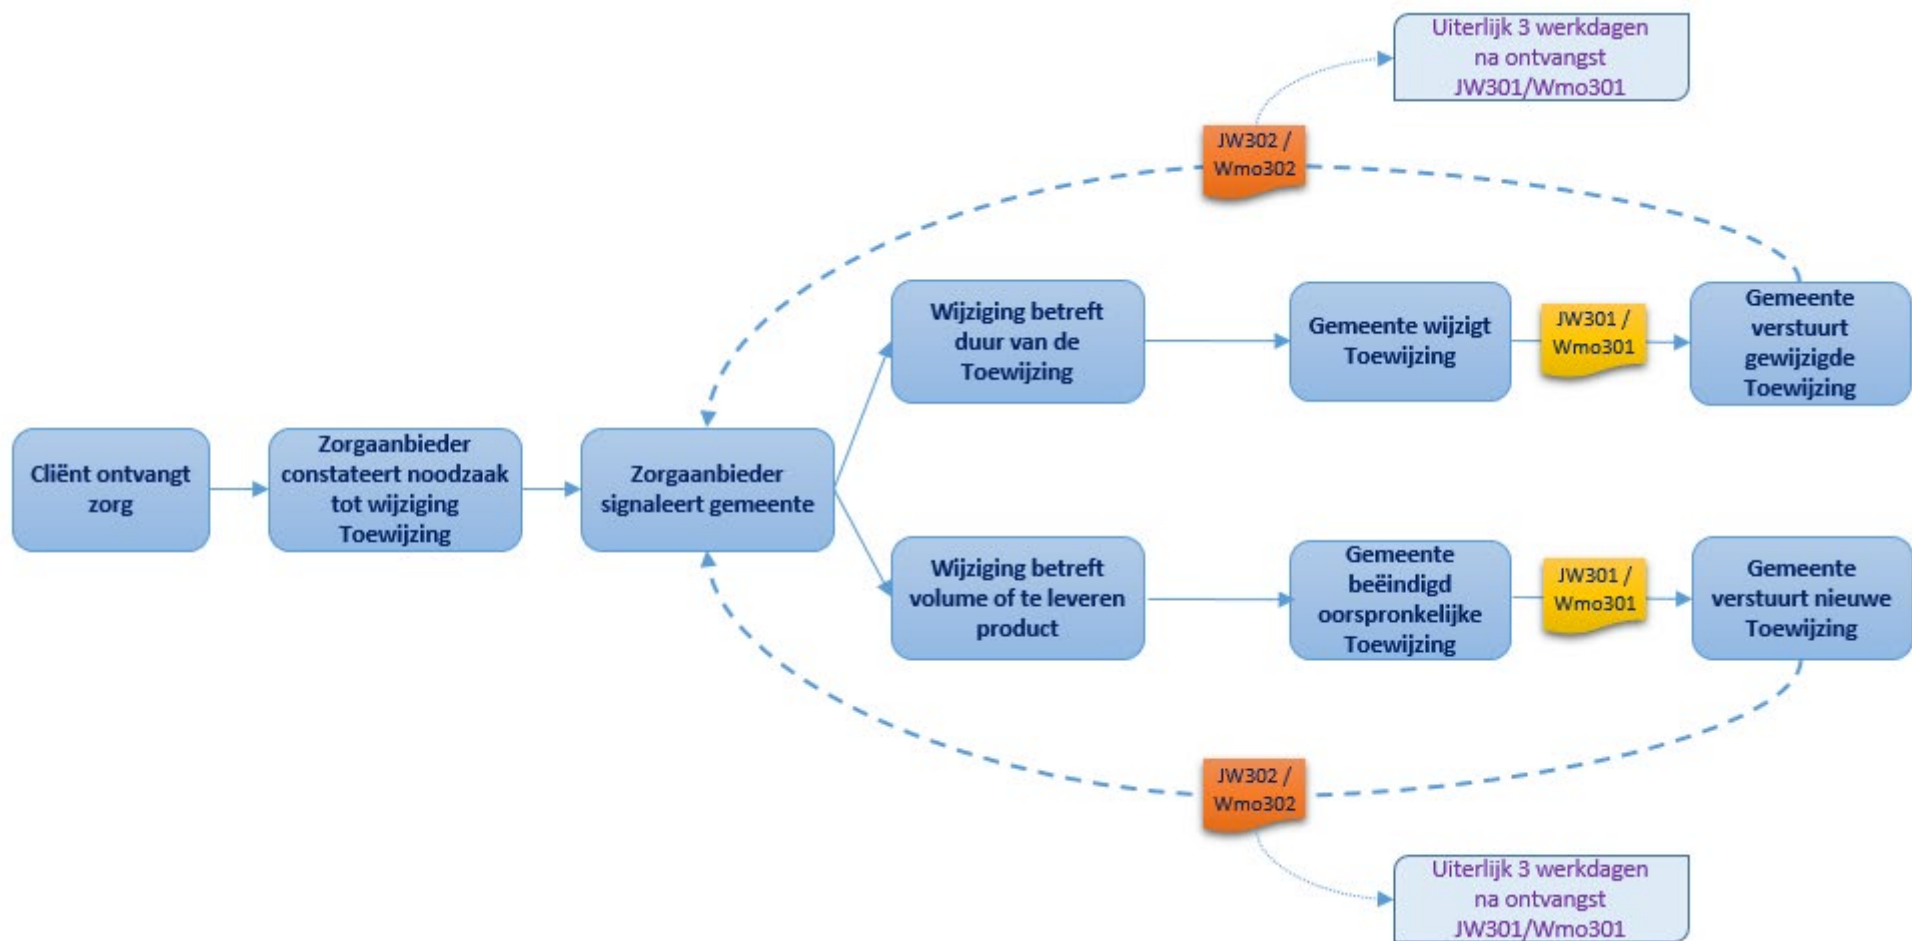 Uiterlijk 3 werkdagen
na ontvangst
JW301/Wmo301
JW302 /
Wmo302
Wijziging betreft
duur van de
Toewijzing
Gemeente wijzigt
Toewijzing
JW301 /
Wmo301
Gemeente
verstuurt
gewijzigde
Toewijzing
Cliënt ontvangt
zorg
Zorgaanbieder
constateert noodzaak
tot wijziging
Toewijzing
Zorgaanbieder
signaleert gemeente
Wijziging betreft
volume of te leveren
product
Gemeente
beëindigd
oorspronkelijke
Toewijzing
JW301 /
Wmo301
Gemeente
verstuurt nieuwe
Toewijzing
JW302 /
Wmo302
Uiterlijk 3 werkdagen
na ontvangst
JW301/Wmo301